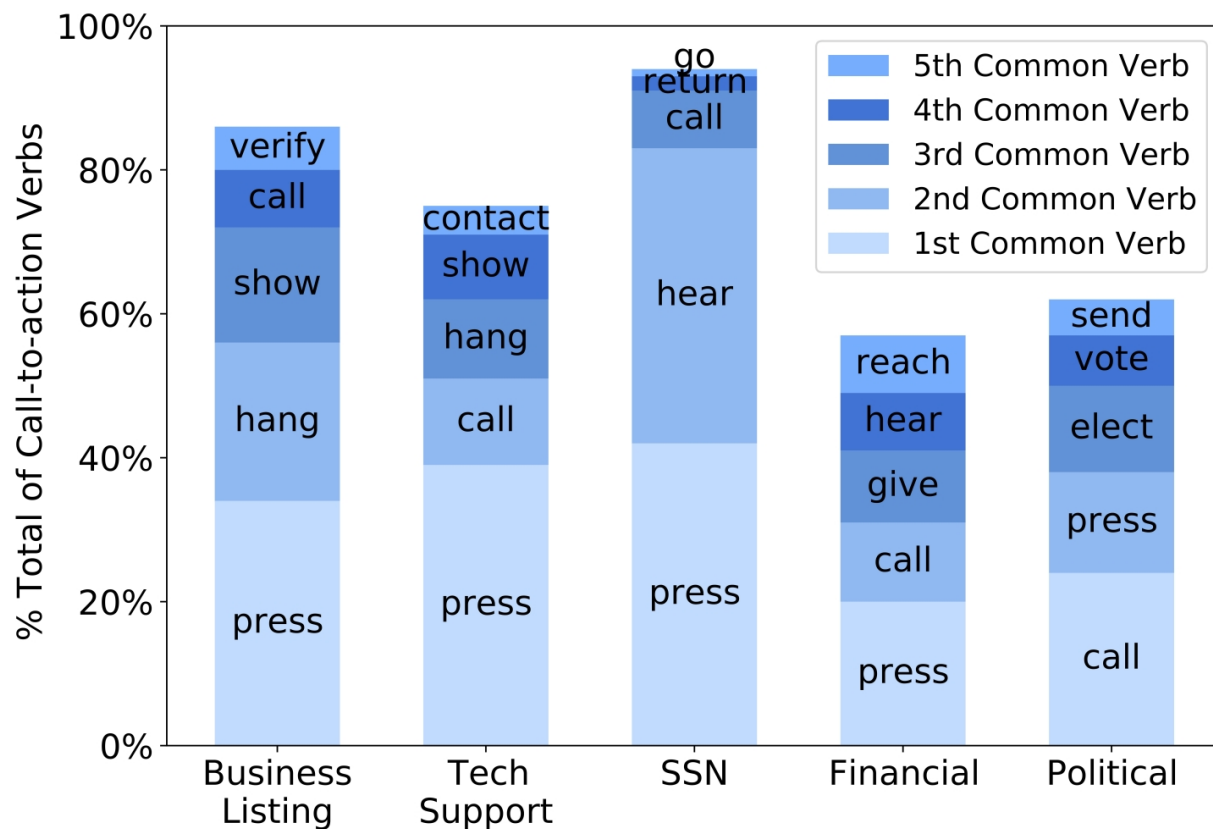 % Total of Call-to-action Verbs
100%
80%
60%
40%
20%
0%
verify
call
show
hang
press
contact
show
hang
call
press
go
return
call
hear
press
reach
hear
give
call
press
send
vote
elect
press
call
5th Common Verb
4th Common Verb
3rd Common Verb
2nd Common Verb
1st Common Verb
Business
Listing
Tech
Support
SSN
Financial
Political